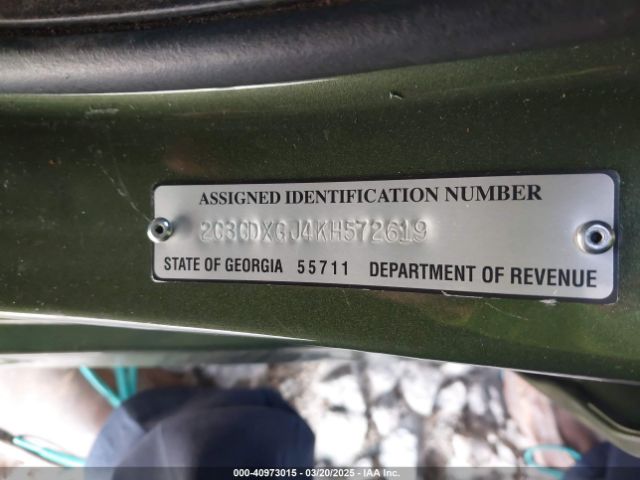 ASSIGNED IDENTIFICATION NUMBER
2C3CDXGJ4KH572619
STATE OF GEORGIA 55711 DEPARTMENT OF REVENUE
000-40973015 — 03/20/2025 — IAA Inc.